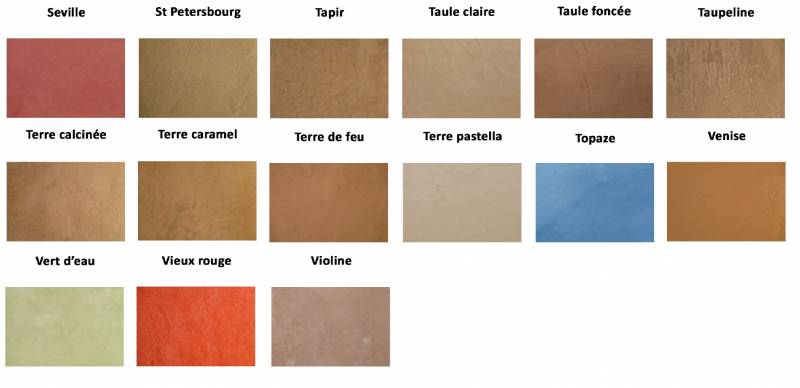 Seville St Petersbourg Tapir Taule claire Taule foncée Taupeline
Terre calcinée Terre caramel Terre de feu Terre pastella Topaze Venise
Vert d’eau Vieux rouge Violine